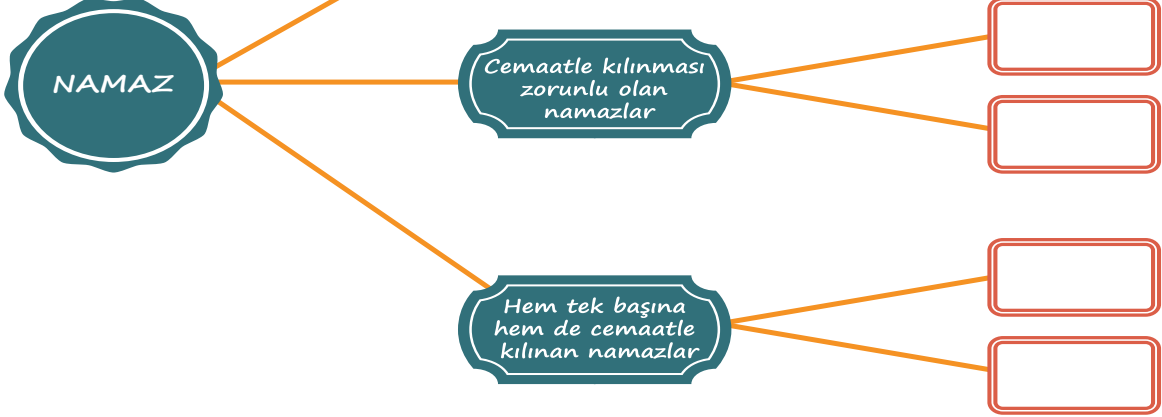 NAMAZ
Cemaatle kılınması
zorunlu olan
namazlar
Hem tek başına
hem de cemaatle
kılınan namazlar